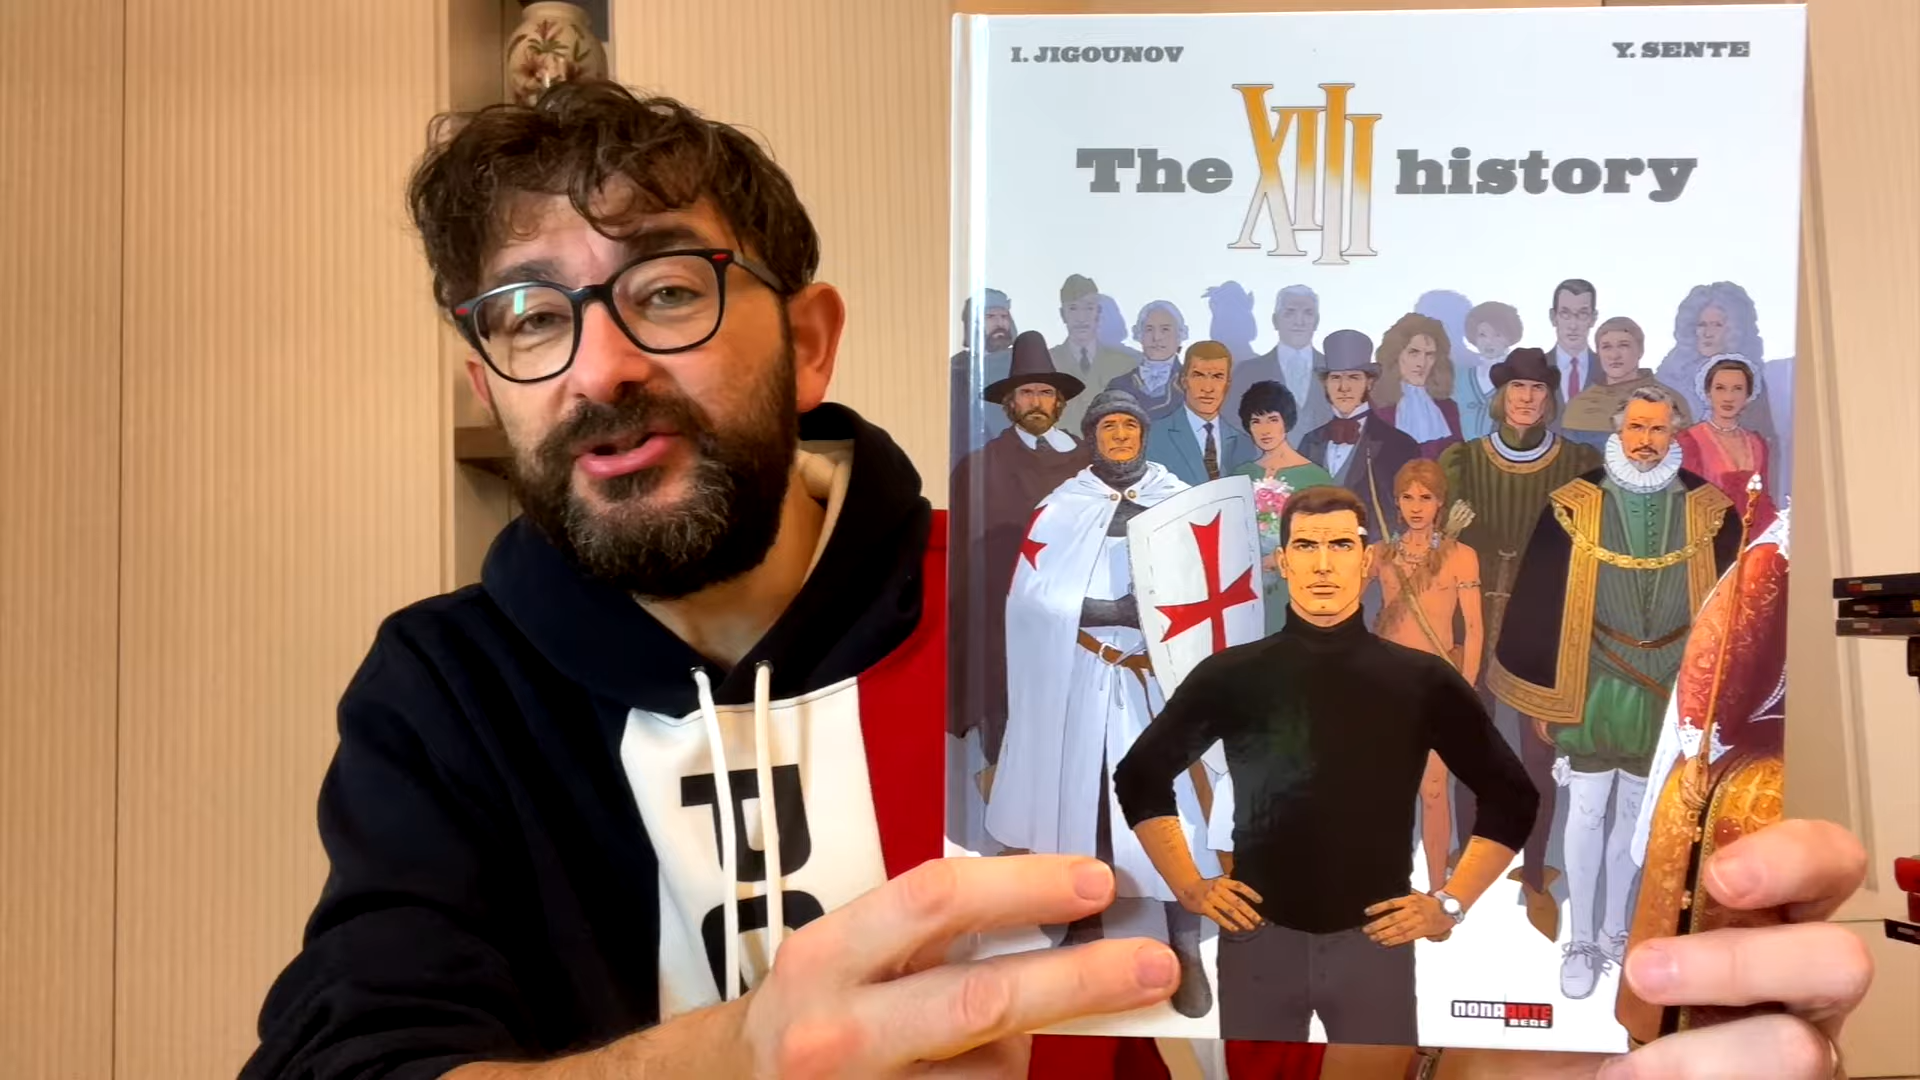 I. JIGOUNOV
Y. SENTE
The XIII history
NONA ARTE
BEDE